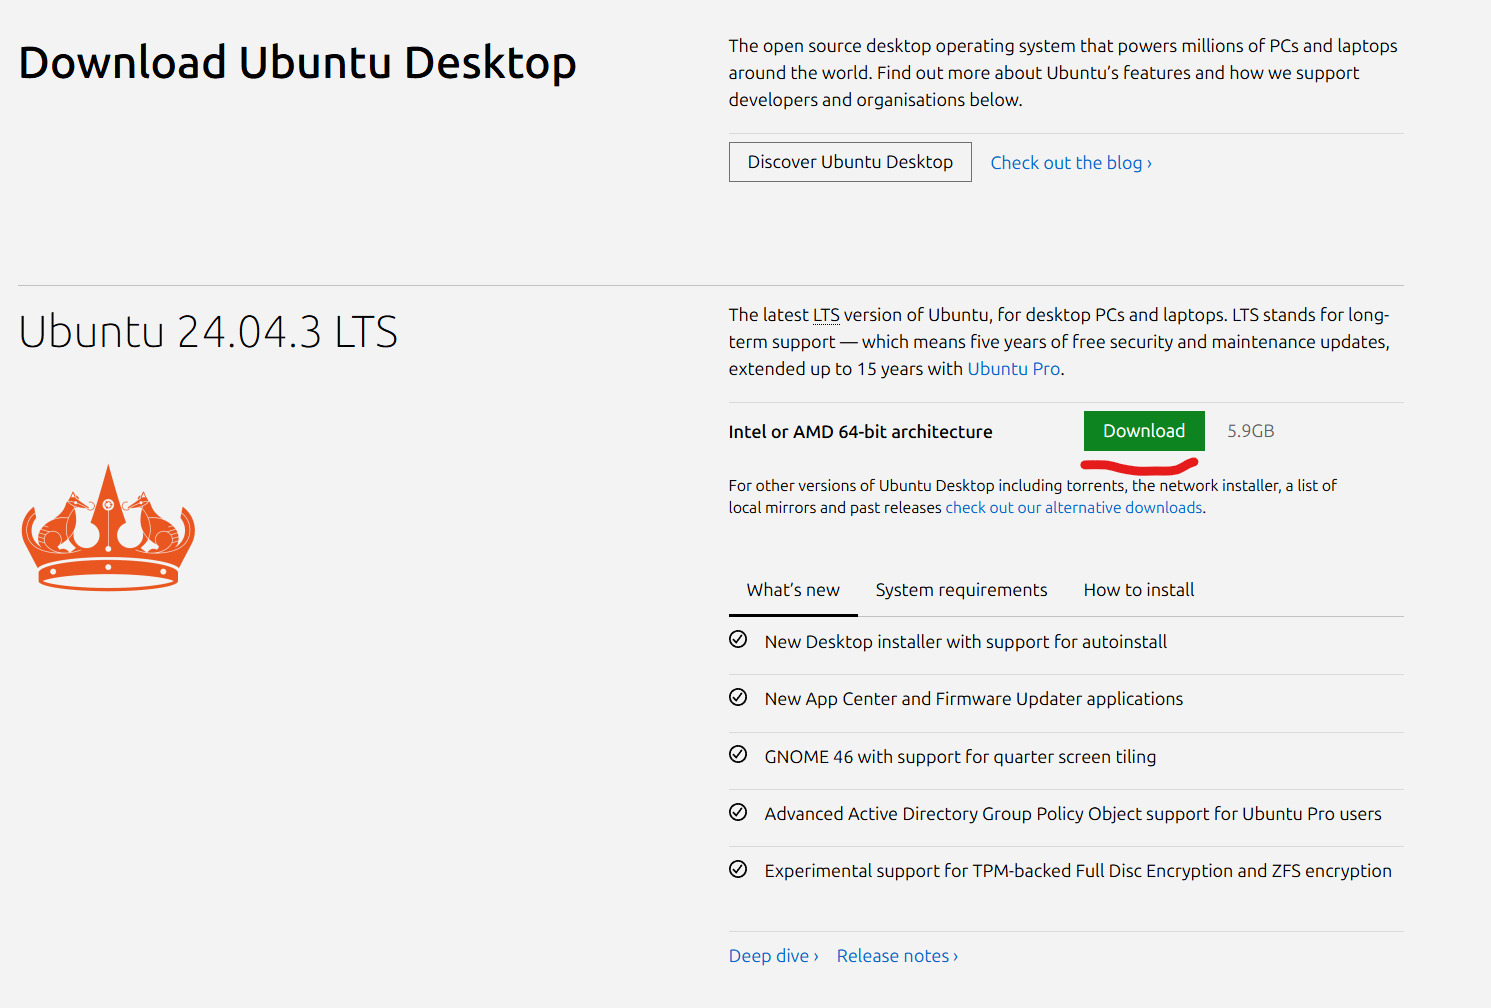 Download Ubuntu Desktop
The open source desktop operating system that powers millions of PCs and laptops
around the world. Find out more about Ubuntu’s features and how we support
developers and organisations below.
Discover Ubuntu Desktop
Check out the blog ›
Ubuntu 24.04.3 LTS
The latest LTS version of Ubuntu, for desktop PCs and laptops. LTS stands for long-
term support — which means five years of free security and maintenance updates,
extended up to 15 years with Ubuntu Pro.
Intel or AMD 64-bit architecture
Download
5.9GB
For other versions of Ubuntu Desktop including torrents, the network installer, a list of
local mirrors and past releases check out our alternative downloads.
What’s new
System requirements
How to install
New Desktop installer with support for autoinstall
New App Center and Firmware Updater applications
GNOME 46 with support for quarter screen tiling
Advanced Active Directory Group Policy Object support for Ubuntu Pro users
Experimental support for TPM-backed Full Disc Encryption and ZFS encryption
Deep dive ›
Release notes ›